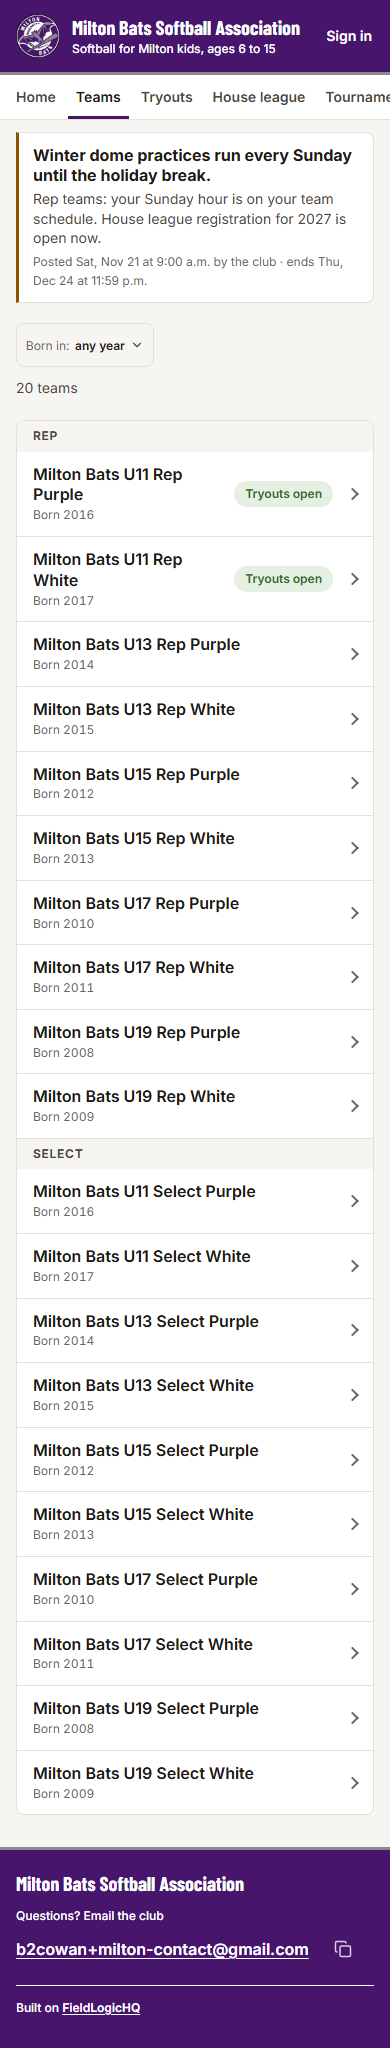 MILTON
BATS
Milton Bats Softball Association
Softball for Milton kids, ages 6 to 15
Sign in
Home Teams Tryouts House league Tourname
Winter dome practices run every Sunday
until the holiday break.
Rep teams: your Sunday hour is on your team
schedule. House league registration for 2027 is
open now.
Posted Sat, Nov 21 at 9:00 a.m. by the club · ends Thu,
Dec 24 at 11:59 p.m.
Born in: any year
20 teams
REP
Milton Bats U11 Rep
Purple
Born 2016
Tryouts open
Milton Bats U11 Rep
White
Born 2017
Tryouts open
Milton Bats U13 Rep Purple
Born 2014
Milton Bats U13 Rep White
Born 2015
Milton Bats U15 Rep Purple
Born 2012
Milton Bats U15 Rep White
Born 2013
Milton Bats U17 Rep Purple
Born 2010
Milton Bats U17 Rep White
Born 2011
Milton Bats U19 Rep Purple
Born 2008
Milton Bats U19 Rep White
Born 2009
SELECT
Milton Bats U11 Select Purple
Born 2016
Milton Bats U11 Select White
Born 2017
Milton Bats U13 Select Purple
Born 2014
Milton Bats U13 Select White
Born 2015
Milton Bats U15 Select Purple
Born 2012
Milton Bats U15 Select White
Born 2013
Milton Bats U17 Select Purple
Born 2010
Milton Bats U17 Select White
Born 2011
Milton Bats U19 Select Purple
Born 2008
Milton Bats U19 Select White
Born 2009
Milton Bats Softball Association
Questions? Email the club
b2cowan+milton-contact@gmail.com
Built on FieldLogicHQ